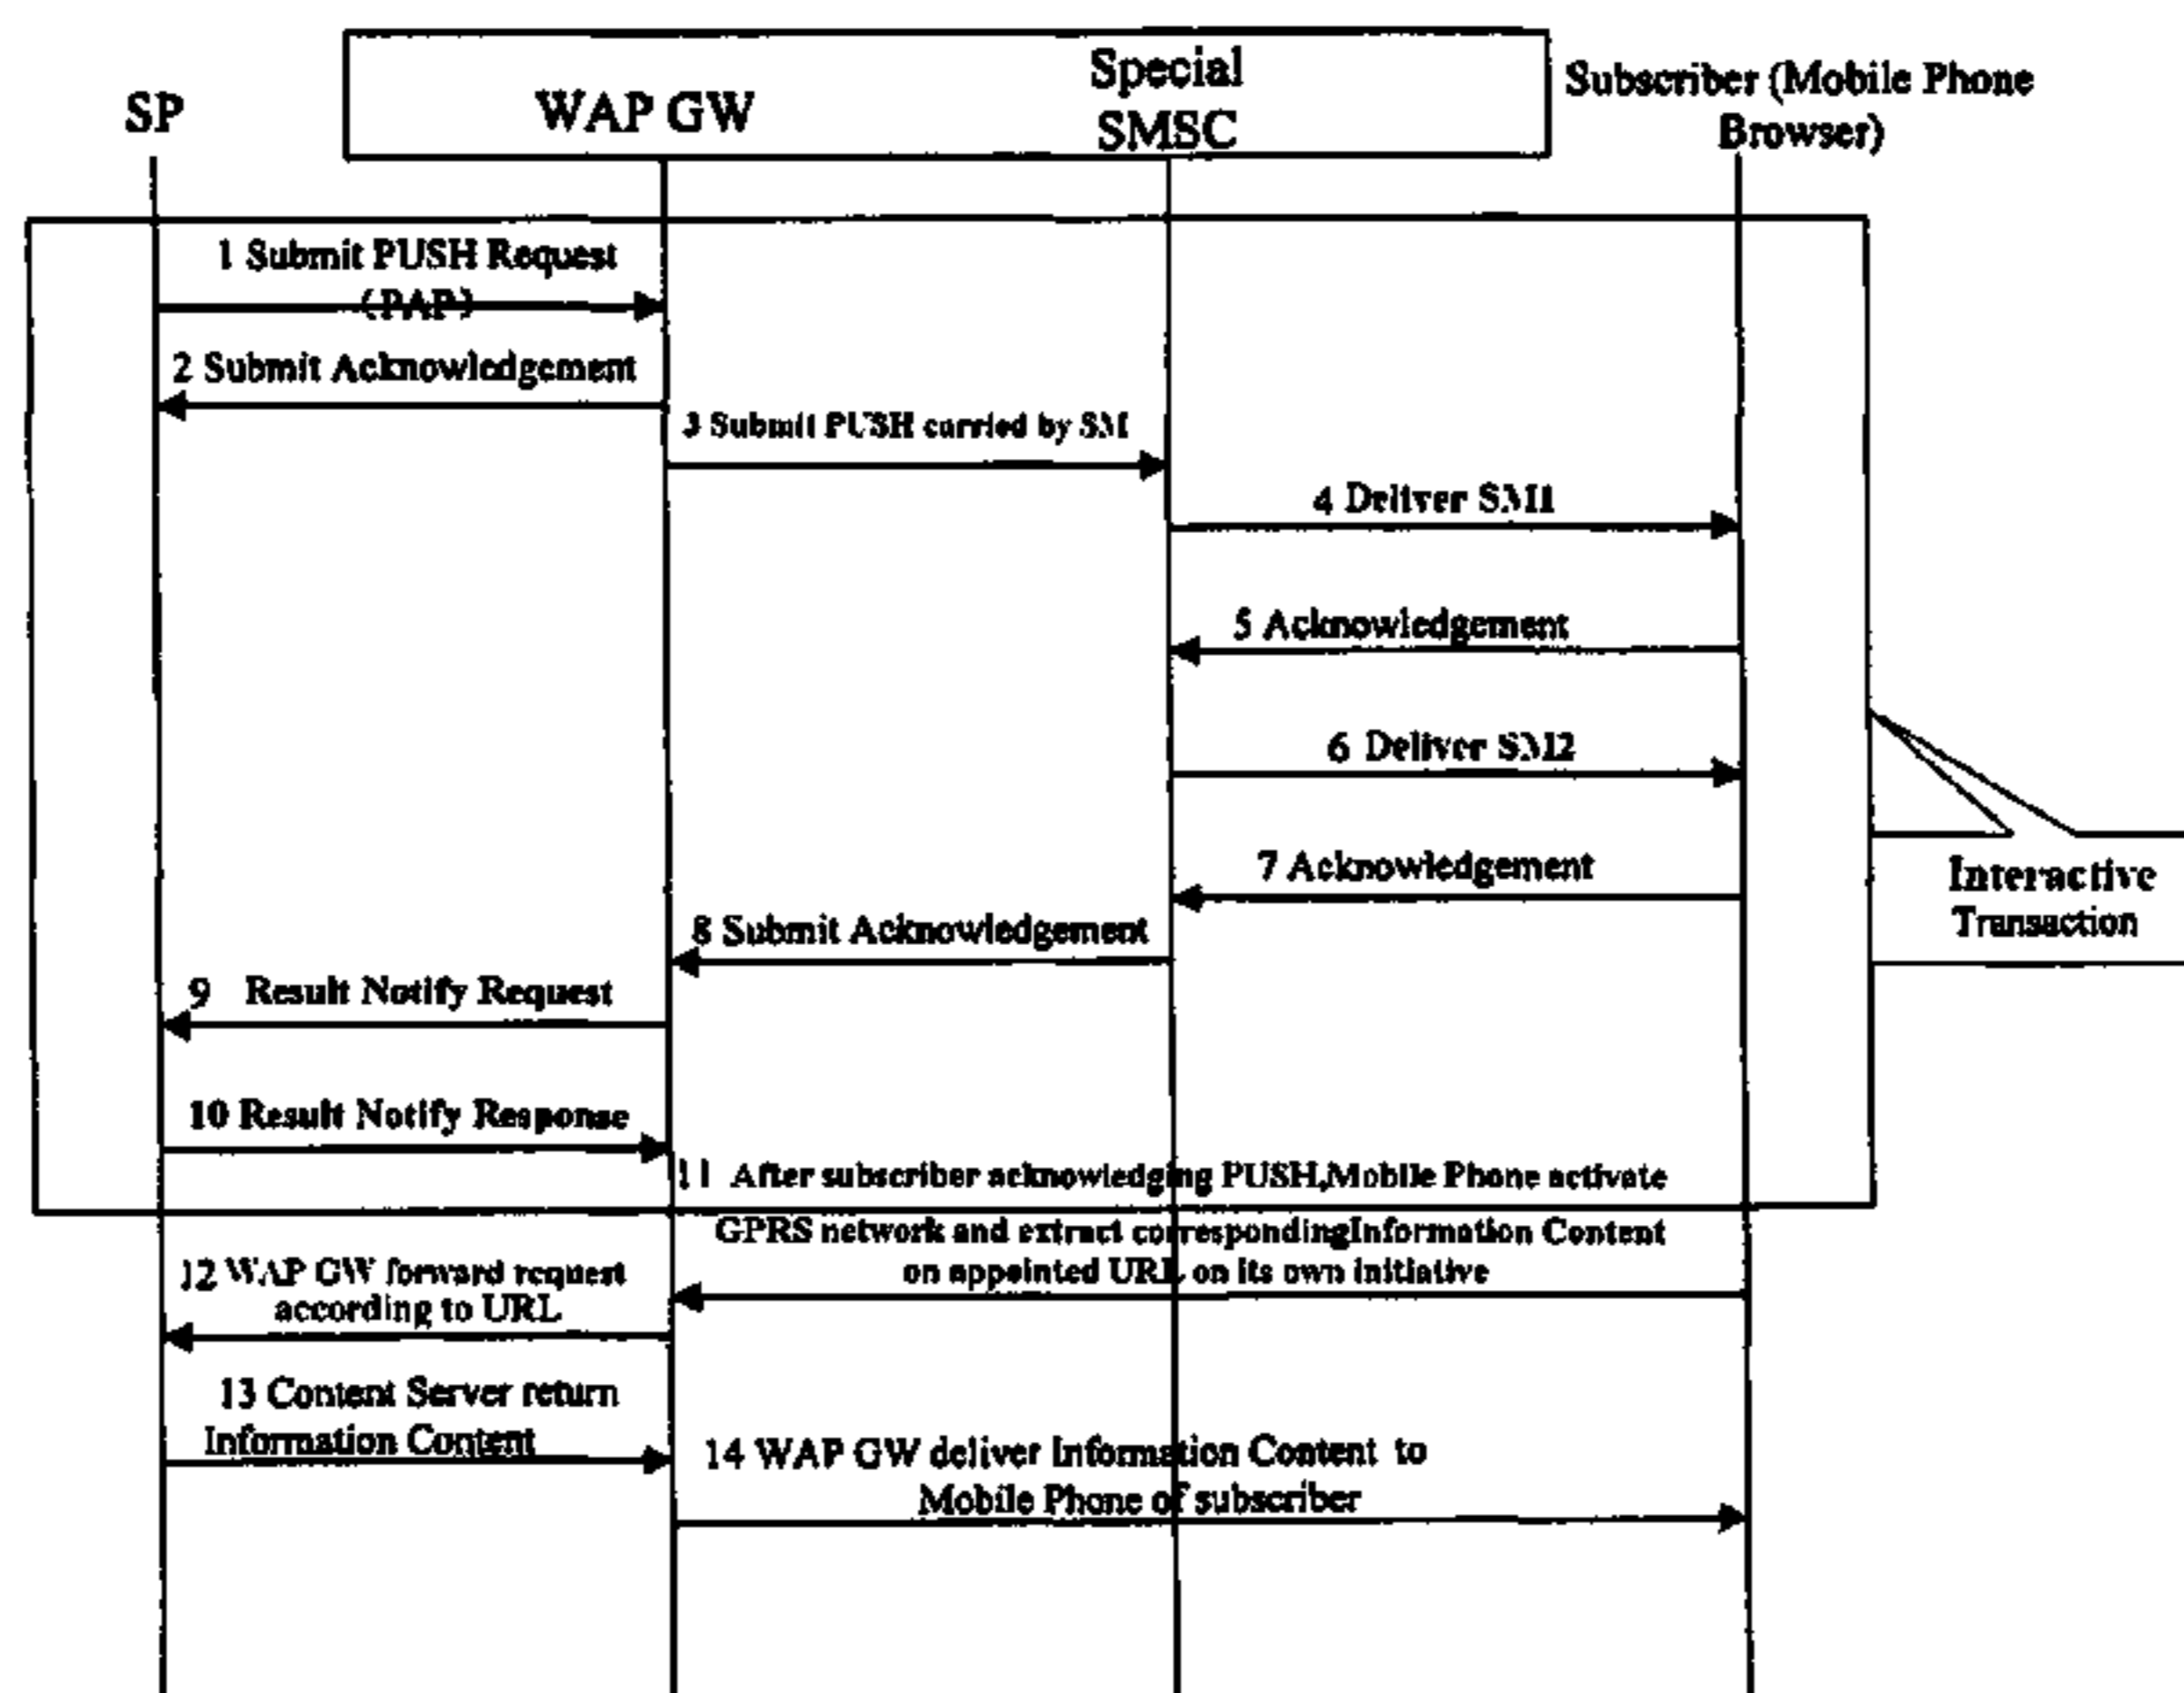 SP
WAP GW
Special
SMSC
Subscriber (Mobile Phone
Browser)
1 Submit PUSH Request
(PAP)
2 Submit Acknowledgement
3 Submit PUSH carried by SM
4 Deliver SM1
5 Acknowledgement
6 Deliver SM2
7 Acknowledgement
Interactive
Transaction
8 Submit Acknowledgement
9 Result Notify Request
10 Result Notify Response
11 After subscriber acknowledging PUSH,Mobile Phone activate
GPRS network and extract correspondingInformation Content
on appointed URL on its own initiative
12 WAP GW forward request
according to URL
13 Content Server return
Information Content
14 WAP GW deliver Information Content to
Mobile Phone of subscriber